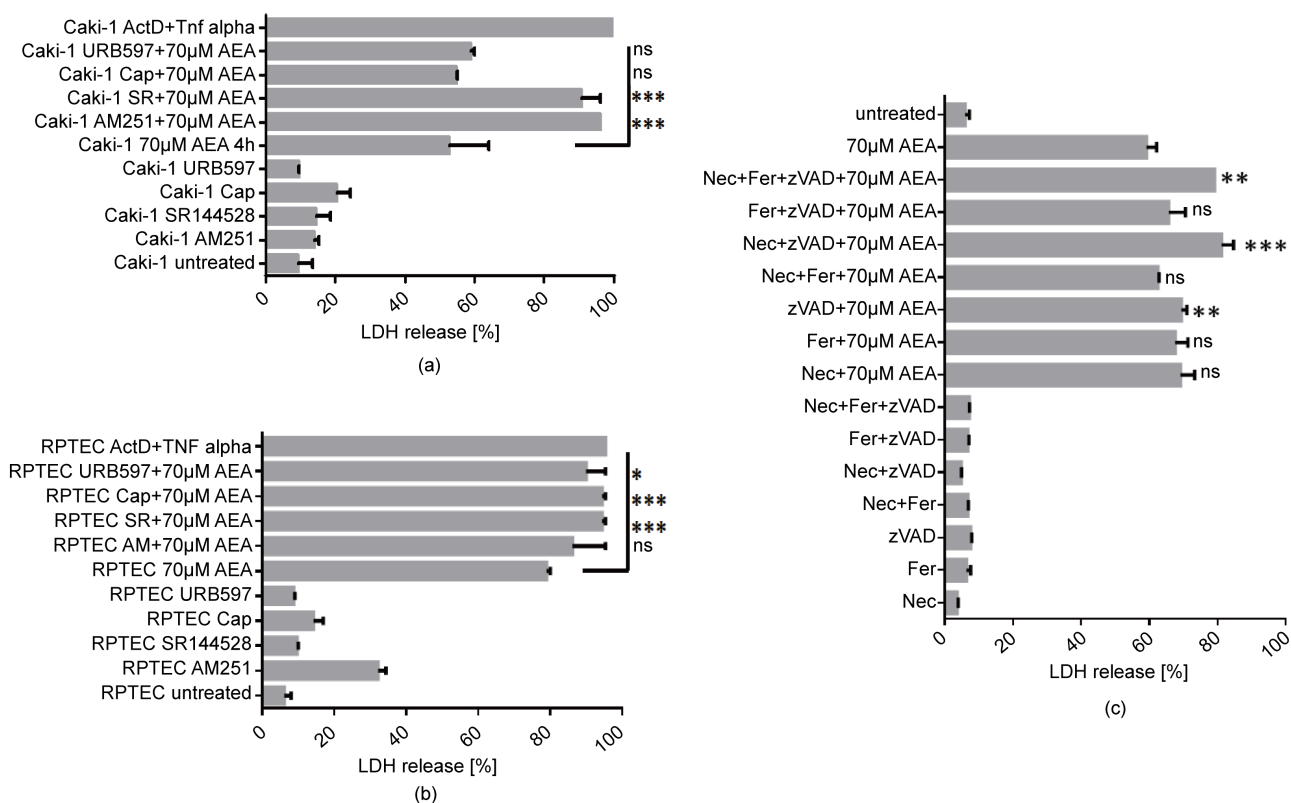 Caki-1 ActD+Tnf alpha
Caki-1 URB597+70µM AEA ns
Caki-1 Cap+70µM AEA ns
Caki-1 SR+70µM AEA ***
Caki-1 AM251+70µM AEA ***
Caki-1 70µM AEA 4h
Caki-1 URB597
Caki-1 Cap
Caki-1 SR144528
Caki-1 AM251
Caki-1 untreated
0 20 40 60 80 100
LDH release [%]
(a)
RPTEC ActD+TNF alpha
RPTEC URB597+70µM AEA *
RPTEC Cap+70µM AEA ***
RPTEC SR+70µM AEA ***
RPTEC AM+70µM AEA ns
RPTEC 70µM AEA
RPTEC URB597
RPTEC Cap
RPTEC SR144528
RPTEC AM251
RPTEC untreated
0 20 40 60 80 100
LDH release [%]
(b)
untreated
70µM AEA
Nec+Fer+zVAD+70µM AEA **
Fer+zVAD+70µM AEA ns
Nec+zVAD+70µM AEA ***
Nec+Fer+70µM AEA ns
zVAD+70µM AEA **
Fer+70µM AEA ns
Nec+70µM AEA ns
Nec+Fer+zVAD
Fer+zVAD
Nec+zVAD
Nec+Fer
zVAD
Fer
Nec
0 20 40 60 80 100
LDH release [%]
(c)